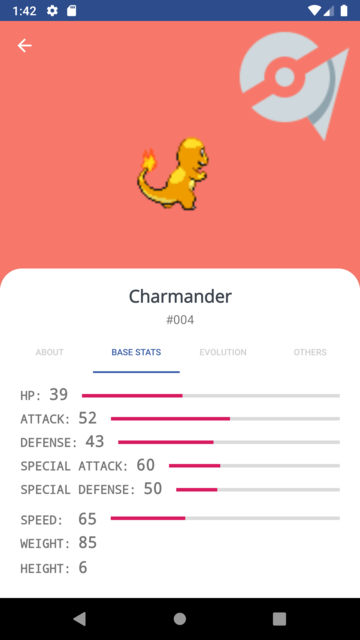 1:42
Charmander
#004
ABOUT BASE STATS EVOLUTION OTHERS
HP: 39
ATTACK: 52
DEFENSE: 43
SPECIAL ATTACK: 60
SPECIAL DEFENSE: 50
SPEED: 65
WEIGHT: 85
HEIGHT: 6